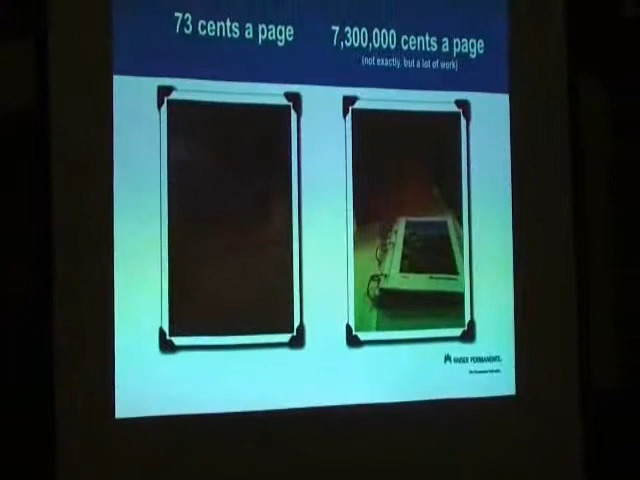 73 cents a page
7,300,000 cents a page
(not exactly, but a lot of work)
KAISER PERMANENTE.